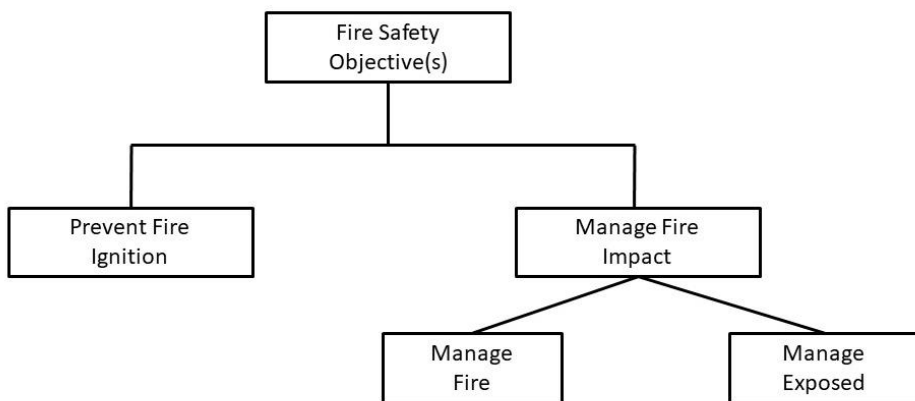 Fire Safety
Objective(s)
Prevent Fire
Ignition
Manage Fire
Impact
Manage
Fire
Manage
Exposed